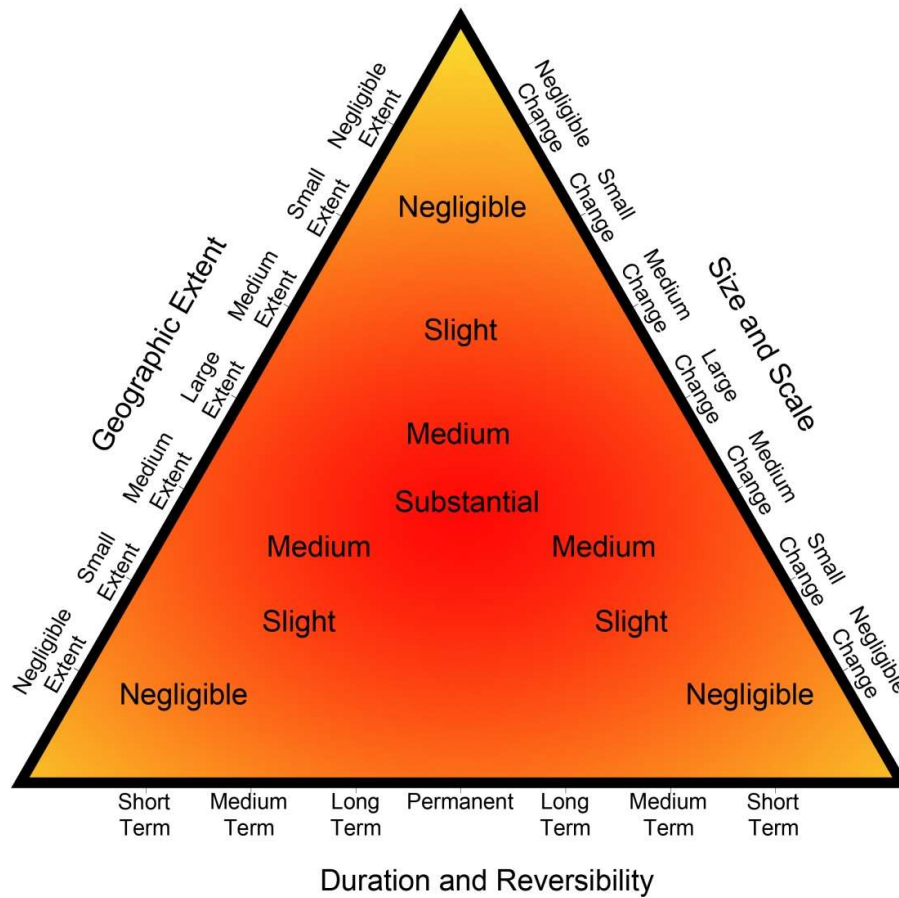 Negligible
Extent
Small
Extent
Medium
Extent
Large
Extent
Medium
Extent
Small
Extent
Negligible
Extent
Geographic Extent
Negligible
Change
Small
Change
Medium
Change
Large
Change
Medium
Change
Small
Change
Negligible
Change
Size and Scale
Negligible
Slight
Medium
Substantial
Medium
Medium
Slight
Slight
Negligible
Negligible
Short
Term
Medium
Term
Long
Term
Permanent
Long
Term
Medium
Term
Short
Term
Duration and Reversibility